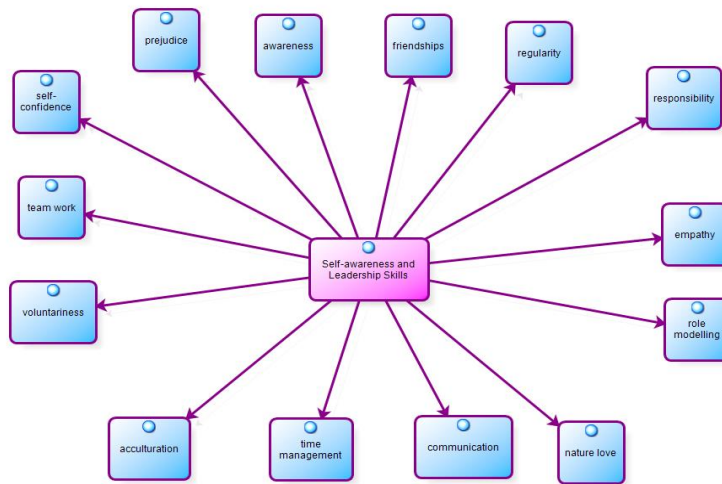 prejudice
awareness
friendships
regularity
self-
confidence
responsibility
team work
empathy
Self-awareness and
Leadership Skills
voluntariness
role
modelling
acculturation
time
management
communication
nature love